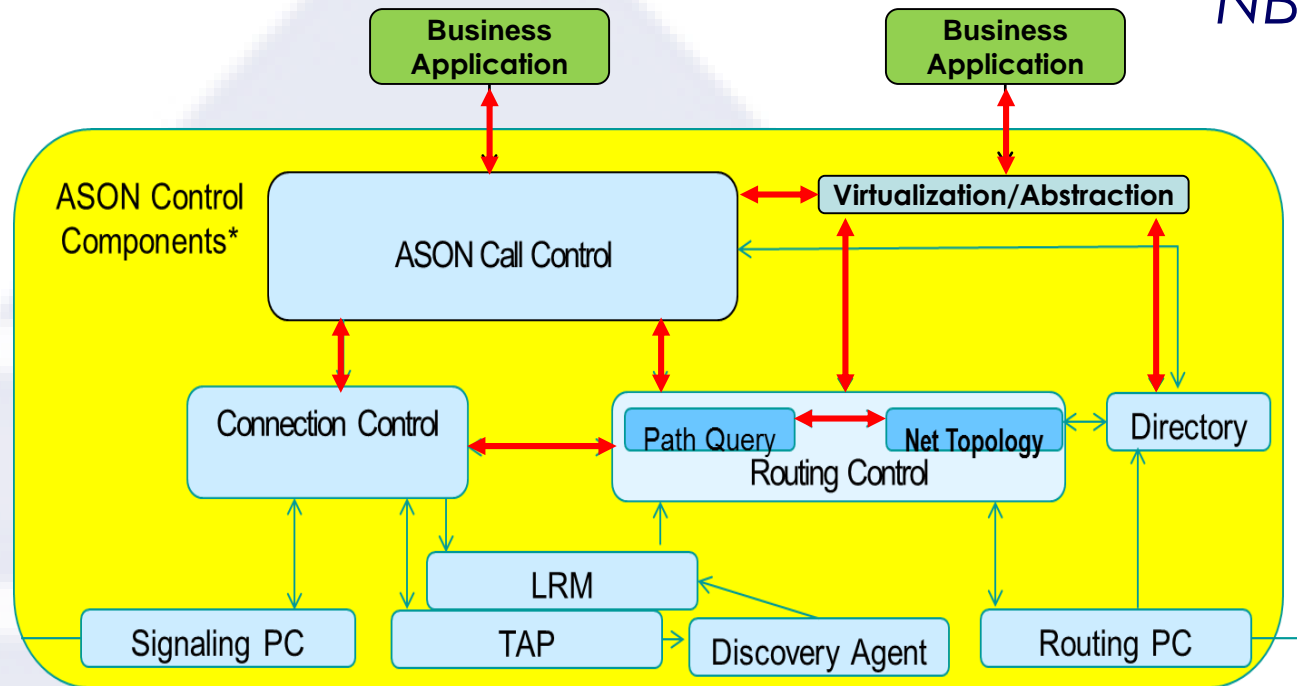 NB
Business
Application
Business
Application
ASON Control
Components*
ASON Call Control
Virtualization/Abstraction
Connection Control
Path Query
Net Topology
Routing Control
Directory
LRM
Signaling PC
TAP
Discovery Agent
Routing PC